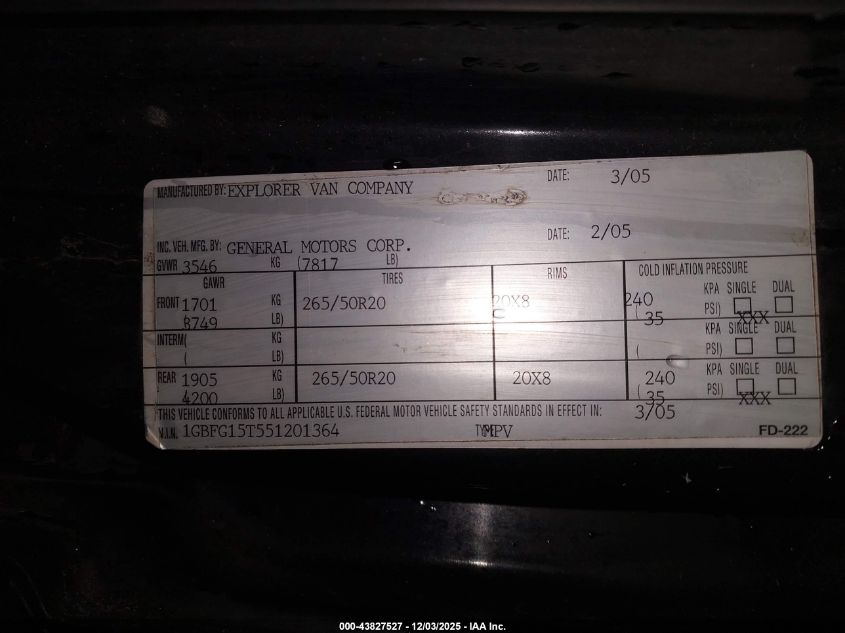 MANUFACTURED BY: EXPLORER VAN COMPANY DATE: 3/05
INC. VEH. MFG. BY: GENERAL MOTORS CORP. DATE: 2/05
GVWR 3546 KG (7817 LB)
GAWR TIRES RIMS COLD INFLATION PRESSURE
FRONT 1701 KG 265/50R20 20X8 240 KPA SINGLE DUAL
8749 LB) (35 PSI) XXX
INTERM( KG KPA SINGLE DUAL
LB) ( PSI)
REAR 1905 KG 265/50R20 20X8 240 KPA SINGLE DUAL
4200 LB) (35 PSI) XXX
THIS VEHICLE CONFORMS TO ALL APPLICABLE U.S. FEDERAL MOTOR VEHICLE SAFETY STANDARDS IN EFFECT IN: 3/05
V.I.N. 1GBFG15T551201364 TYPE MPV FD-222
000-43827527 - 12/03/2025 - IAA Inc.